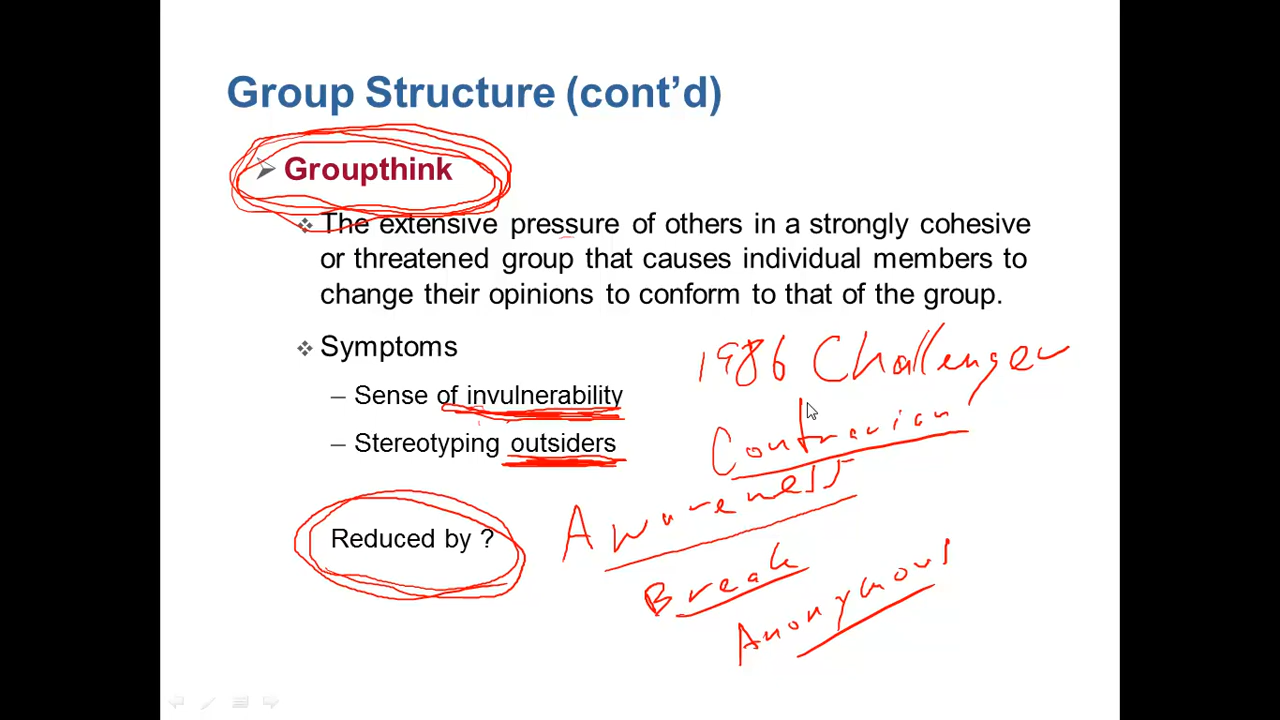 Group Structure (cont'd)
Groupthink
The extensive pressure of others in a strongly cohesive
or threatened group that causes individual members to
change their opinions to conform to that of the group.
Symptoms
1986 Challenger
– Sense of invulnerability
Contrarian
– Stereotyping outsiders
Awareness
Reduced by ?
Break
Anonymous